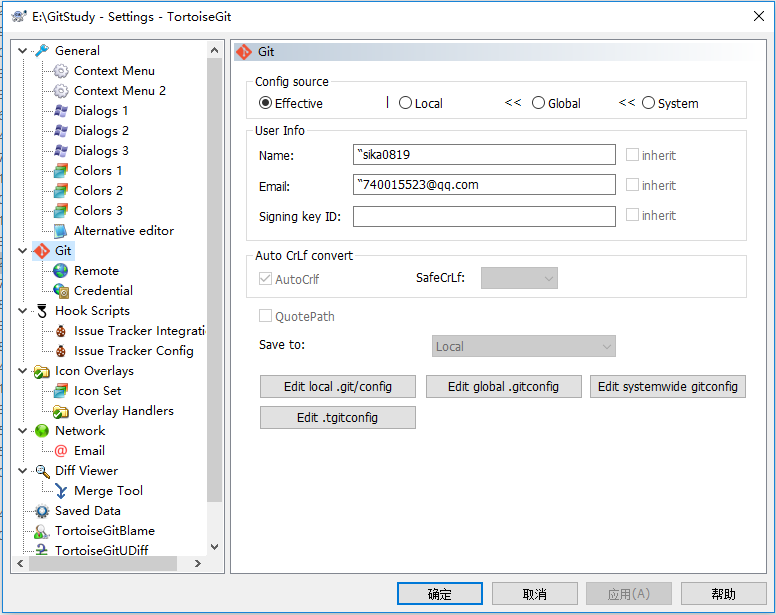 E:\GitStudy - Settings - TortoiseGit
General
Context Menu
Context Menu 2
Dialogs 1
Dialogs 2
Dialogs 3
Colors 1
Colors 2
Colors 3
Alternative editor
Git
Remote
Credential
Hook Scripts
Issue Tracker Integrati
Issue Tracker Config
Icon Overlays
Icon Set
Overlay Handlers
Network
Email
Diff Viewer
Merge Tool
Saved Data
TortoiseGitBlame
TortoiseGitUDiff
Git
Config source
Effective | Local << Global << System
User Info
Name: “sika0819 inherit
Email: “740015523@qq.com inherit
Signing key ID: inherit
Auto CrLf convert
AutoCrlf SafeCrLf:
QuotePath
Save to: Local
Edit local .git/config Edit global .gitconfig Edit systemwide gitconfig
Edit .tgitconfig
确定 取消 应用(A) 帮助